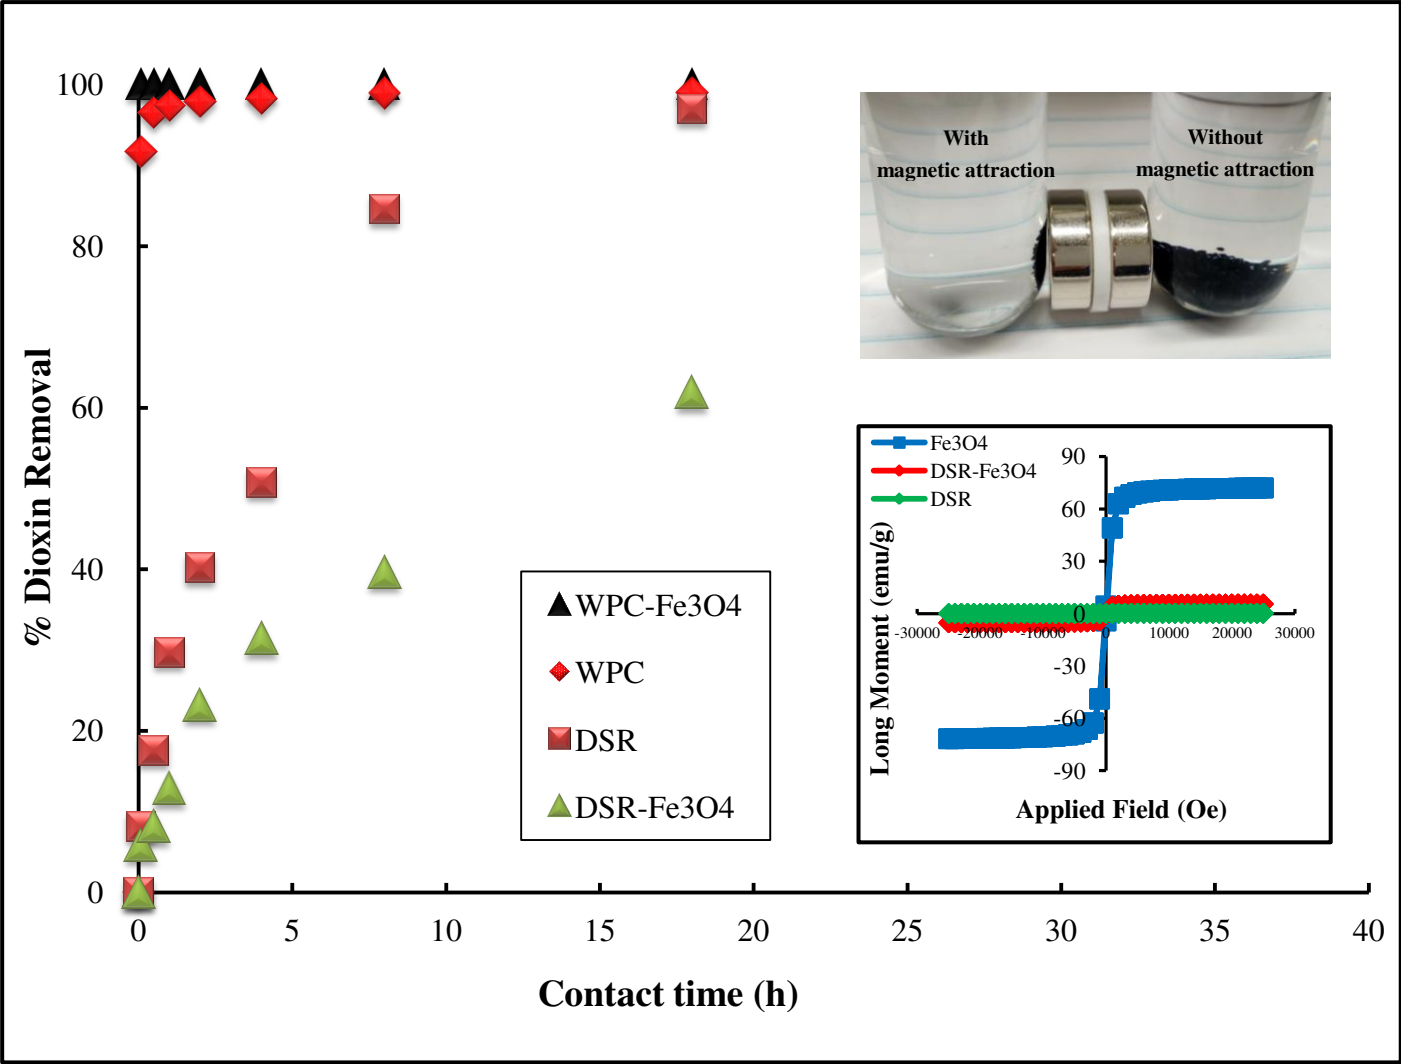 % Dioxin Removal
100
80
60
40
20
0
0 5 10 15 20 25 30 35 40
Contact time (h)
WPC-Fe3O4
WPC
DSR
DSR-Fe3O4
With
magnetic attraction
Without
magnetic attraction
Fe3O4
DSR-Fe3O4
DSR
Long Moment (emu/g)
90
60
30
0
-30
-60
-90
-30000 -20000 -10000 0 10000 20000 30000
Applied Field (Oe)